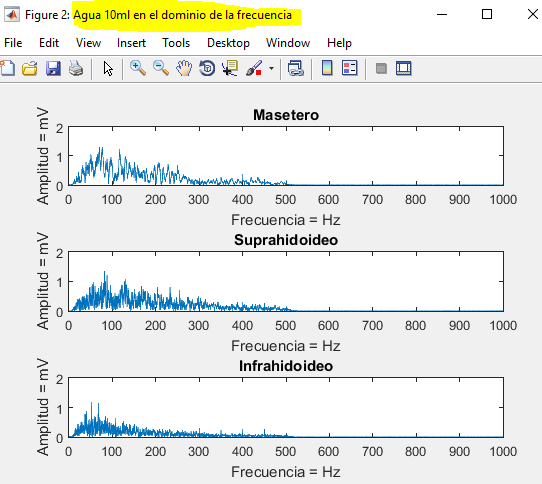 Figure 2: Agua 10ml en el dominio de la frecuencia
File Edit View Insert Tools Desktop Window Help
Masetero
Amplitud = mV
2
1
0
0 100 200 300 400 500 600 700 800 900 1000
Frecuencia = Hz
Suprahidoideo
Amplitud = mV
2
1
0
0 100 200 300 400 500 600 700 800 900 1000
Frecuencia = Hz
Infrahidoideo
Amplitud = mV
2
1
0
0 100 200 300 400 500 600 700 800 900 1000
Frecuencia = Hz